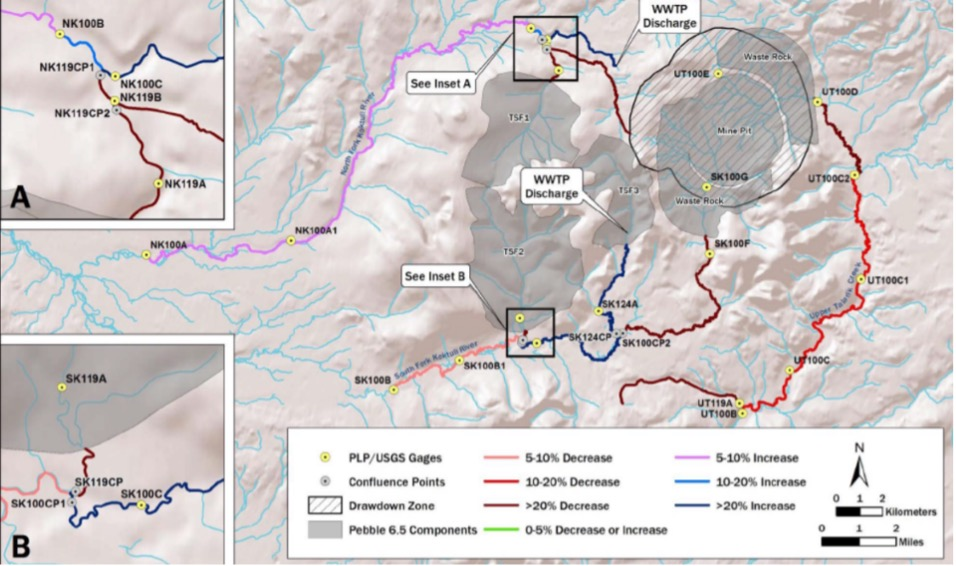 NK100B
NK119CP1
NK100C
NK119B
NK119CP2
NK119A
A
WWTP
Discharge
See Inset A
North Fork Koktuli River
TSF1
UT100E
Waste Rock
UT100D
Mine Pit
WWTP
Discharge
TSF3
SK100G
Waste Rock
UT100C2
NK100A
NK100A1
TSF2
SK100F
See Inset B
UT100C1
Upper Talarik Creek
SK124A
SK124CP
SK100CP2
South Fork Koktuli River
SK100B
SK100B1
UT100C
UT119A
UT100B
SK119A
SK119CP
SK100CP1
SK100C
B
PLP/USGS Gages
Confluence Points
Drawdown Zone
Pebble 6.5 Components
5-10% Decrease
10-20% Decrease
>20% Decrease
0-5% Decrease or Increase
5-10% Increase
10-20% Increase
>20% Increase
N
0 1 2
Kilometers
0 1 2
Miles